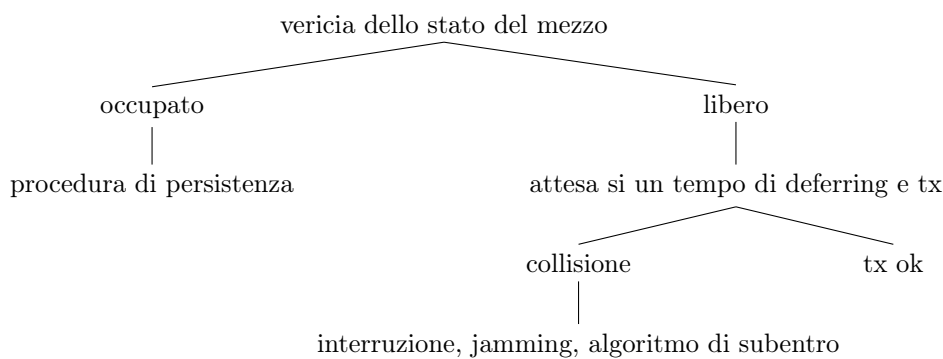 vericia dello stato del mezzo
occupato
libero
procedura di persistenza
attesa si un tempo di deferring e tx
collisione
tx ok
interruzione, jamming, algoritmo di subentro